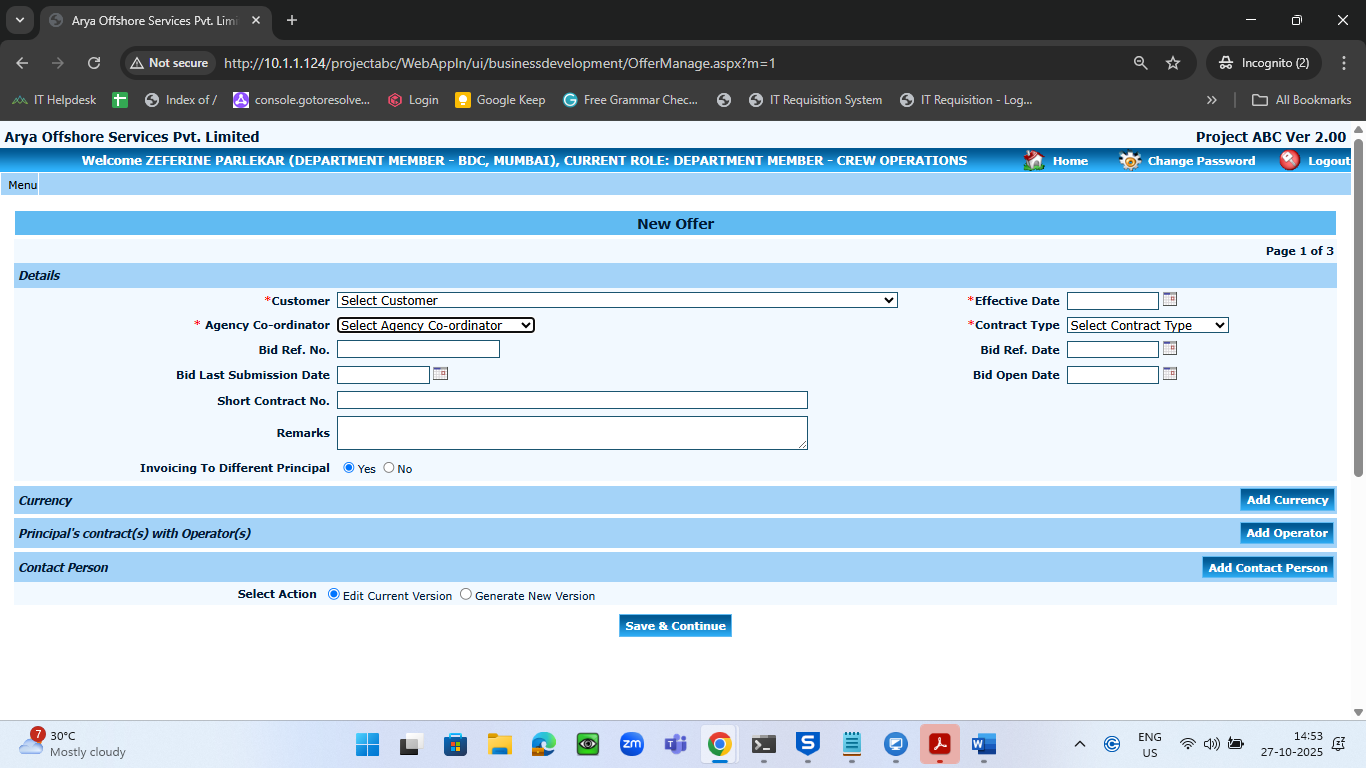 Arya Offshore Services Pvt. Limi
Not secure
http://10.1.1.124/projectabc/WebAppIn/ui/businessdevelopment/OfferManage.aspx?m=1
Incognito (2)
IT Helpdesk
Index of /
console.gotoresolve...
Login
Google Keep
Free Grammar Chec...
IT Requisition System
IT Requisition - Log...
All Bookmarks
Arya Offshore Services Pvt. Limited
Project ABC Ver 2.00
Welcome ZEFERINE PARLEKAR (DEPARTMENT MEMBER - BDC, MUMBAI), CURRENT ROLE: DEPARTMENT MEMBER - CREW OPERATIONS
Home
Change Password
Logout
Menu
New Offer
Page 1 of 3
Details
*Customer Select Customer
*Effective Date
* Agency Co-ordinator Select Agency Co-ordinator
*Contract Type Select Contract Type
Bid Ref. No.
Bid Ref. Date
Bid Last Submission Date
Bid Open Date
Short Contract No.
Remarks
Invoicing To Different Principal Yes No
Currency
Add Currency
Principal's contract(s) with Operator(s)
Add Operator
Contact Person
Add Contact Person
Select Action Edit Current Version Generate New Version
Save & Continue
7
30°C
Mostly cloudy
zm
ENG
US
14:53
27-10-2025